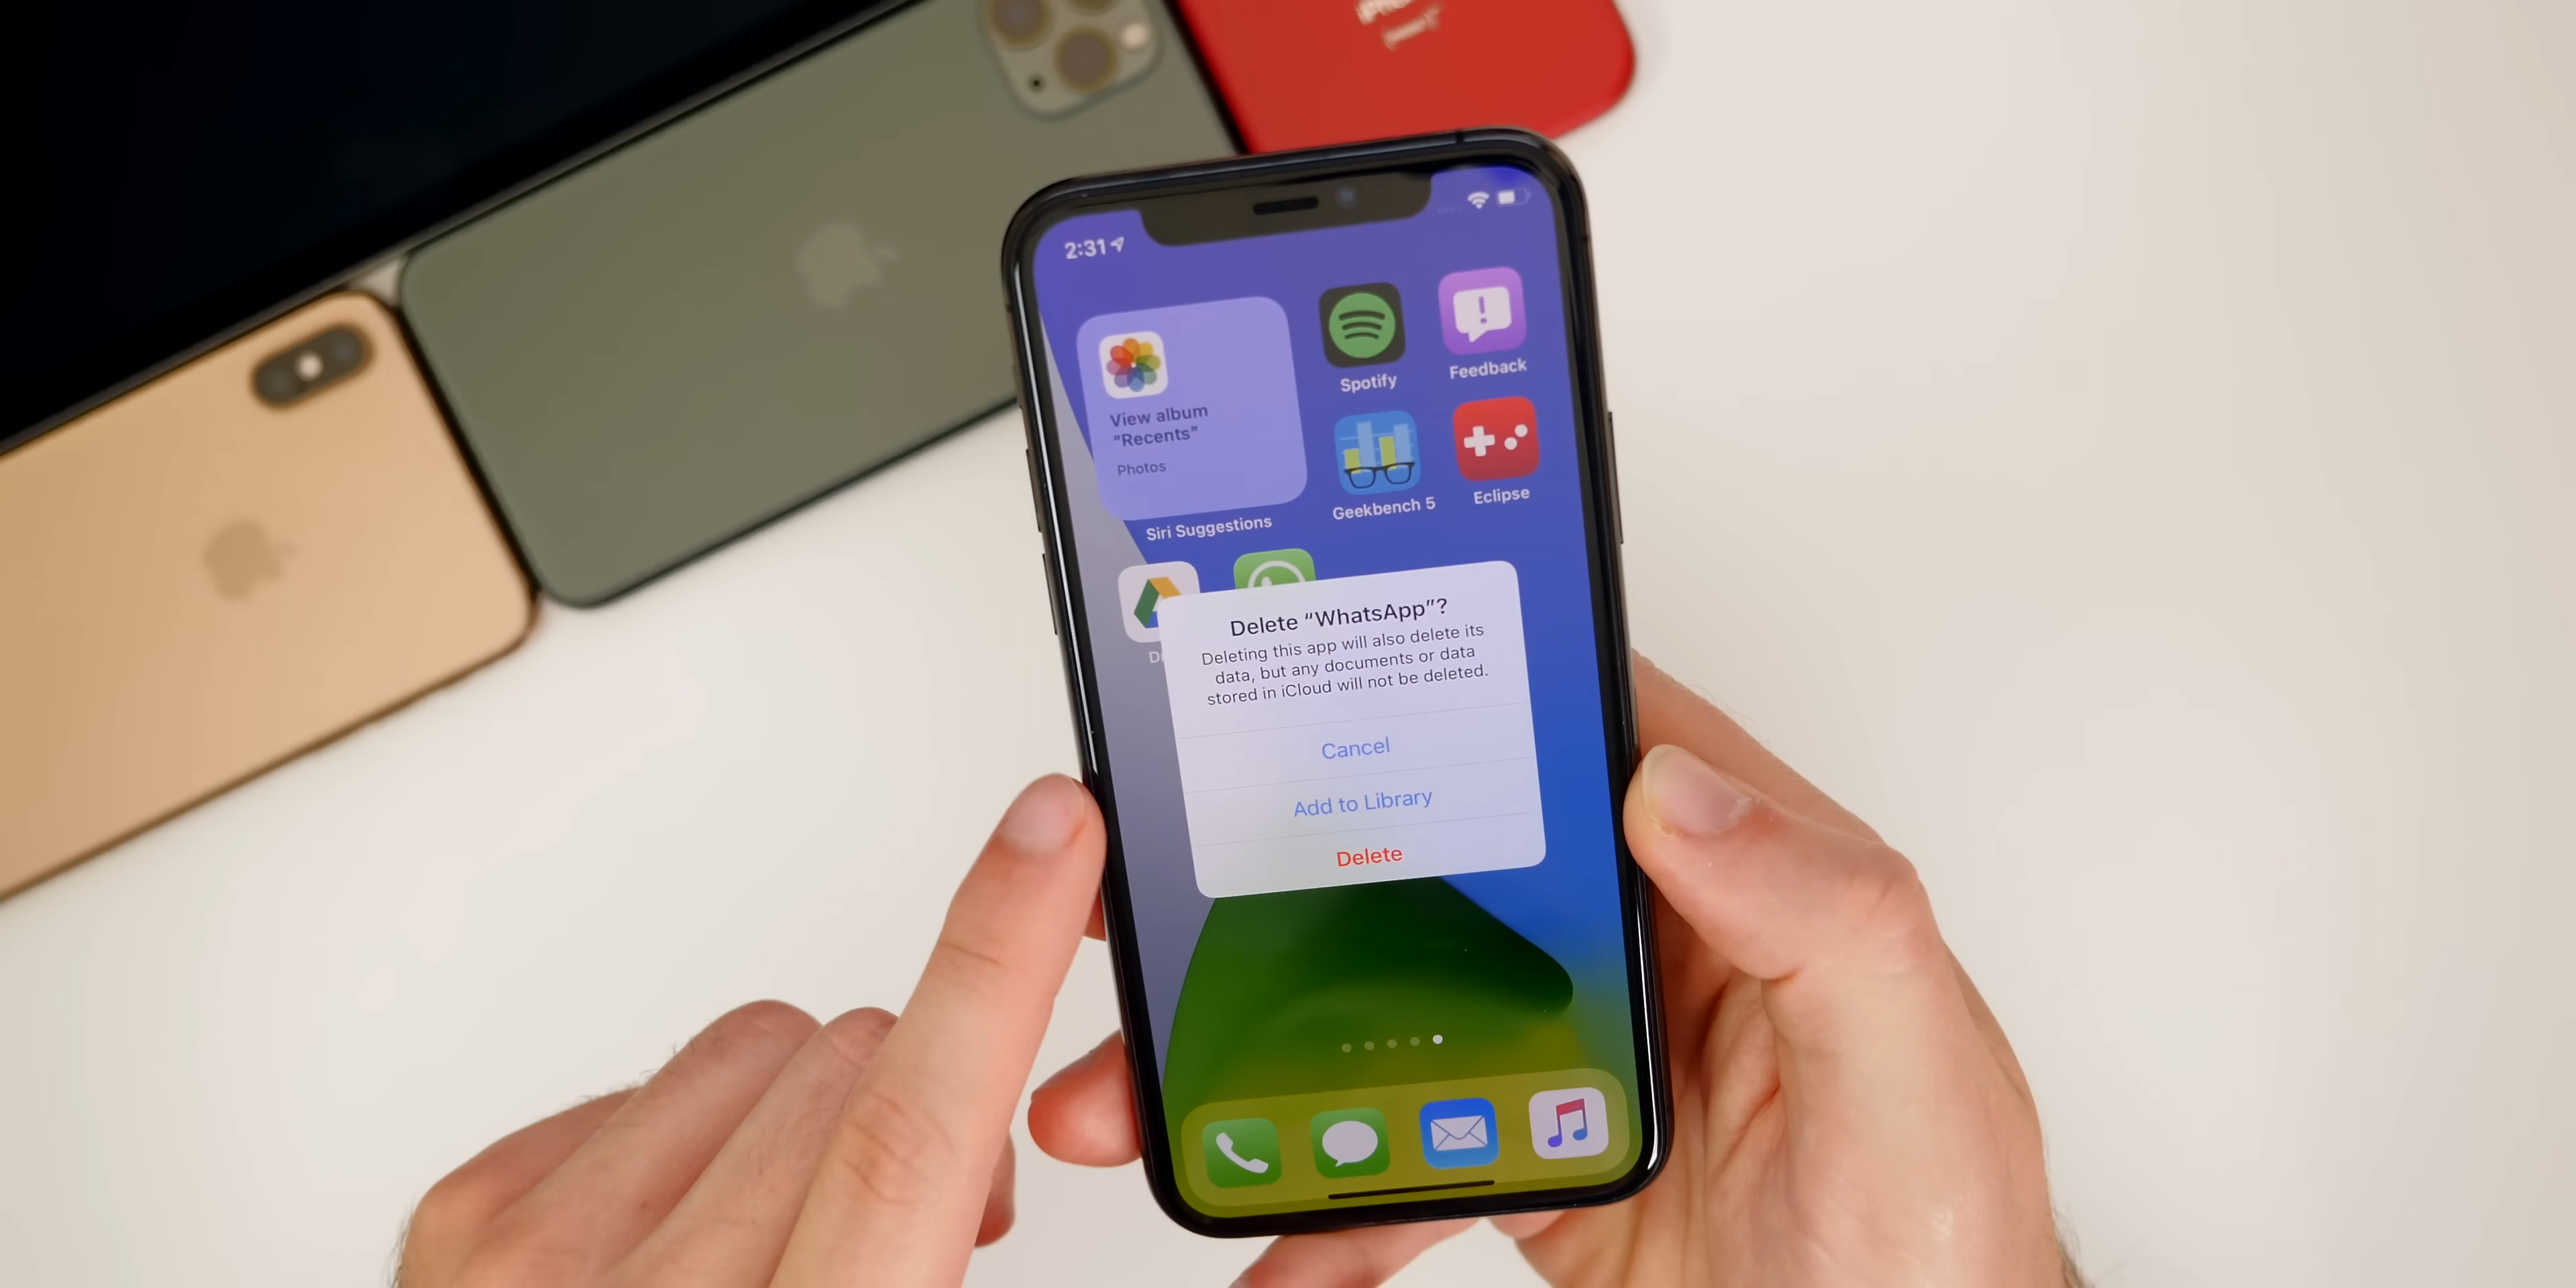 2:31
View album
“Recents”
Photos
Siri Suggestions
Spotify
Feedback
Geekbench 5
Eclipse
Delete “WhatsApp”?
Deleting this app will also delete its
data, but any documents or data
stored in iCloud will not be deleted.
Cancel
Add to Library
Delete